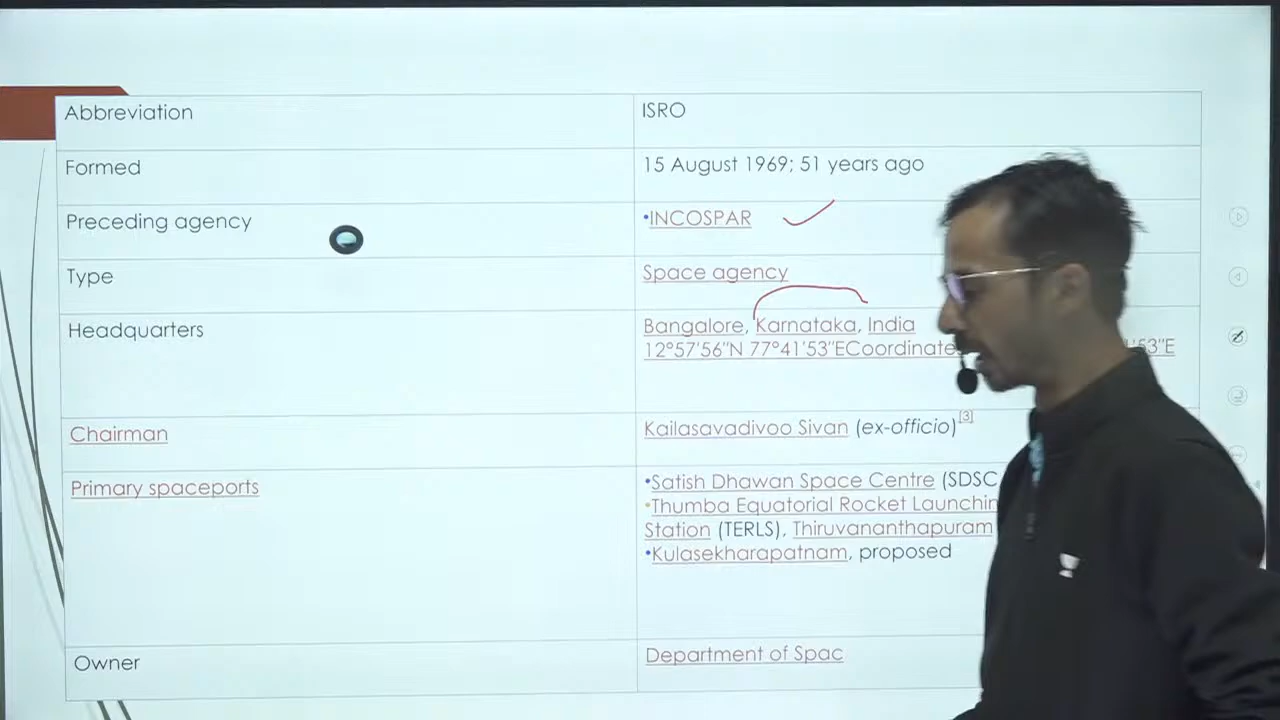 Abbreviation
ISRO
Formed
15 August 1969; 51 years ago
Preceding agency
•INCOSPAR
Type
Space agency
Headquarters
Bangalore, Karnataka, India
12°57'56"N 77°41'53"ECoordinate 53"E
Chairman
Kailasavadivoo Sivan (ex-officio)[3]
Primary spaceports
•Satish Dhawan Space Centre (SDSC
•Thumba Equatorial Rocket Launchin
Station (TERLS), Thiruvananthapuram
•Kulasekharapatnam, proposed
Owner
Department of Spac